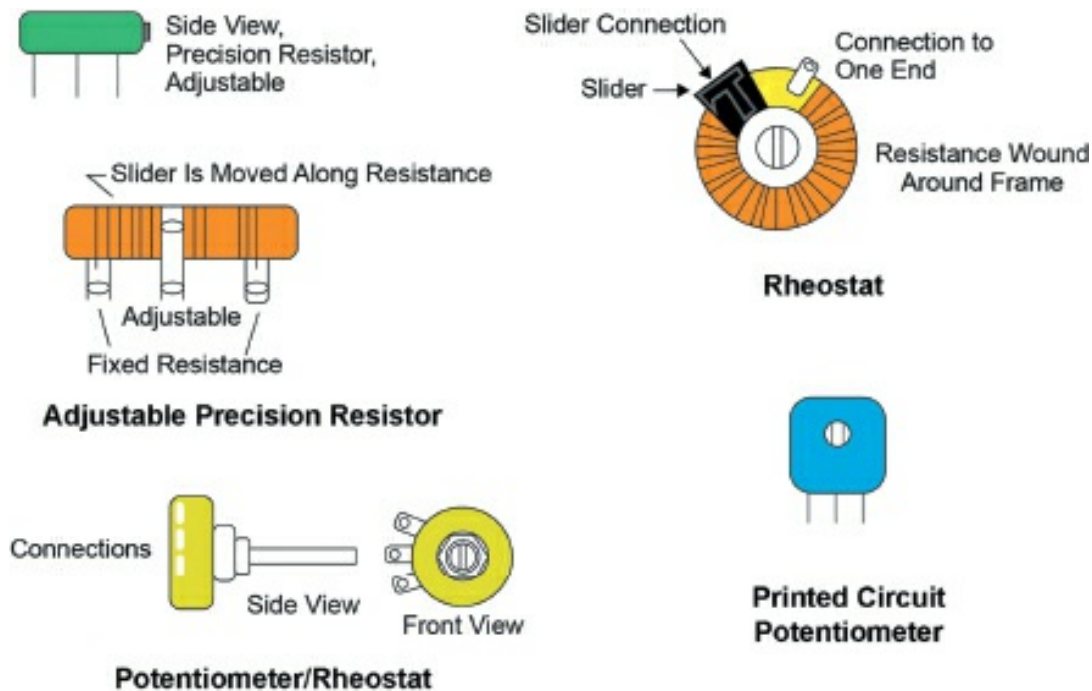 Side View,
Precision Resistor,
Adjustable
Slider Is Moved Along Resistance
Adjustable
Fixed Resistance
Adjustable Precision Resistor
Slider Connection
Slider
Connection to
One End
Resistance Wound
Around Frame
Rheostat
Connections
Side View
Front View
Potentiometer/Rheostat
Printed Circuit
Potentiometer